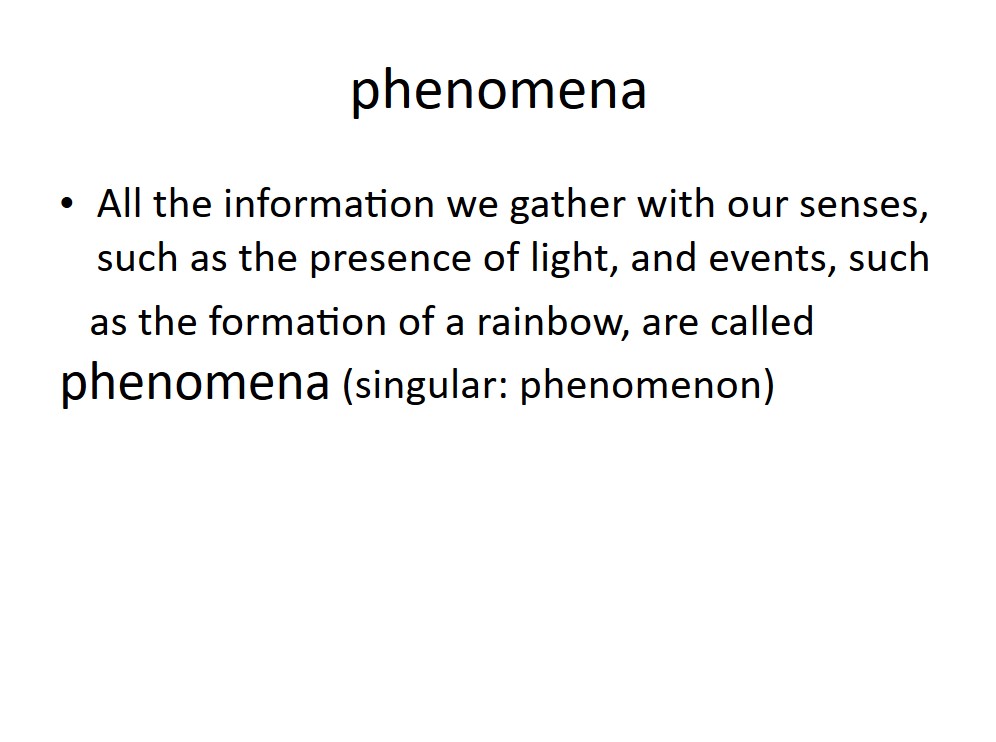 phenomena
• All the information we gather with our senses,
such as the presence of light, and events, such
as the formation of a rainbow, are called
phenomena (singular: phenomenon)